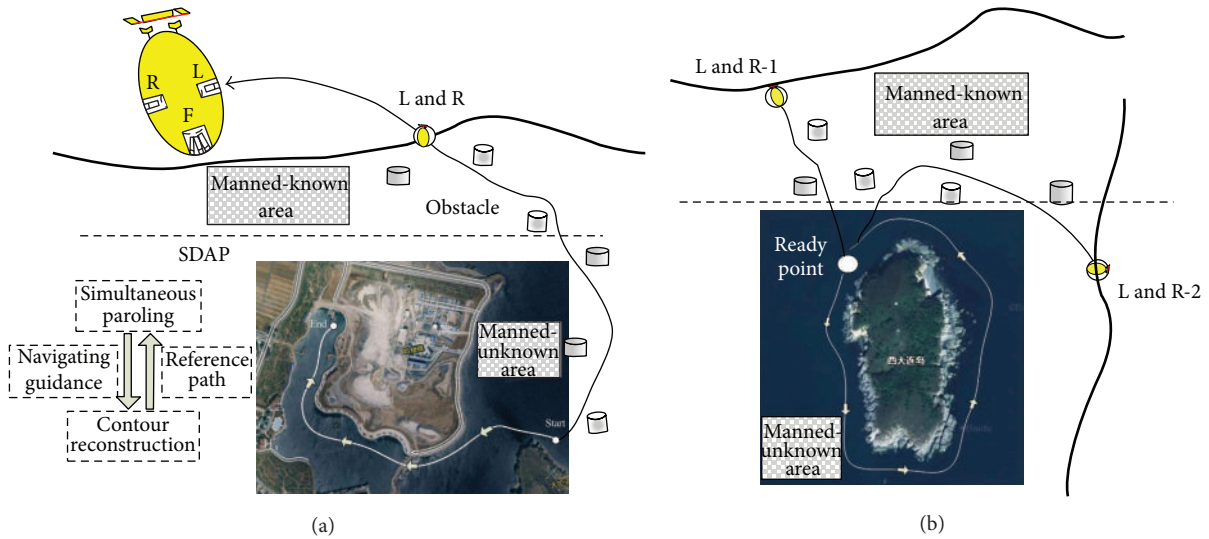 R
L
F
L and R
Manned-known
area
Obstacle
SDAP
Simultaneous
paroling
Navigating
guidance
Reference
path
Contour
reconstruction
End
Manned-
unknown
area
Start
(a)
L and R-1
Manned-known
area
Ready
point
L and R-2
西大连岛
Manned-
unknown
area
(b)